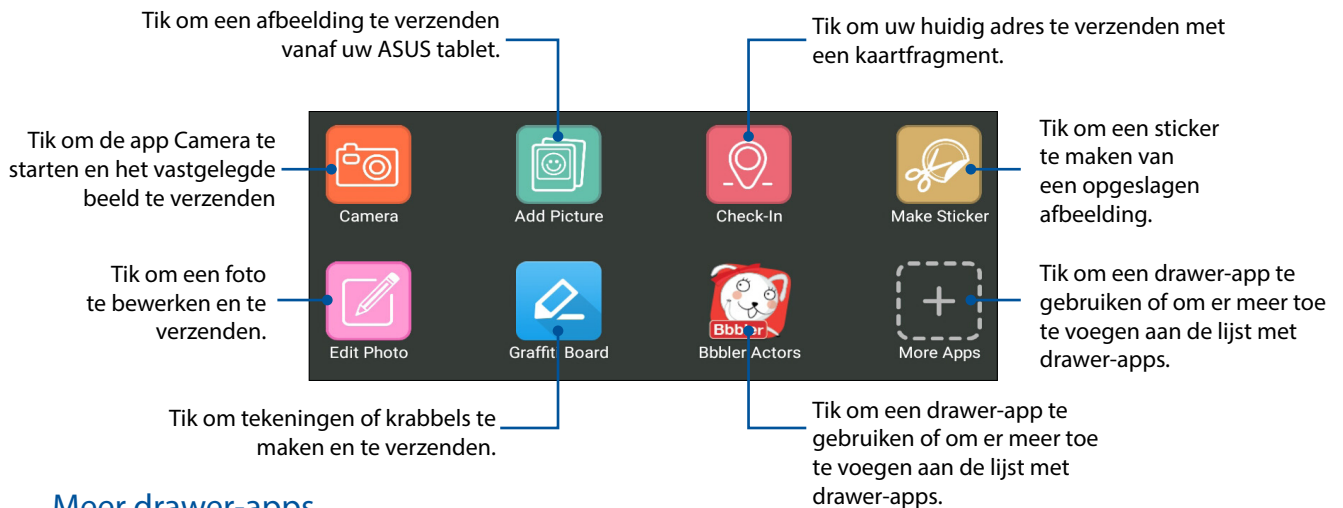 Tik om een afbeelding te verzenden
vanaf uw ASUS tablet.
Tik om uw huidig adres te verzenden met
een kaartfragment.
Tik om de app Camera te
starten en het vastgelegde
beeld te verzenden
Camera
Add Picture
Check-In
Make Sticker
Tik om een sticker
te maken van
een opgeslagen
afbeelding.
Tik om een foto
te bewerken en te
verzenden.
Edit Photo
Graffiti Board
Bbbler
Bbbler Actors
More Apps
Tik om een drawer-app te
gebruiken of om er meer toe
te voegen aan de lijst met
drawer-apps.
Tik om tekeningen of krabbels te
maken en te verzenden.
Tik om een drawer-app te
gebruiken of om er meer toe
te voegen aan de lijst met
drawer-apps.
Meer drawer-apps